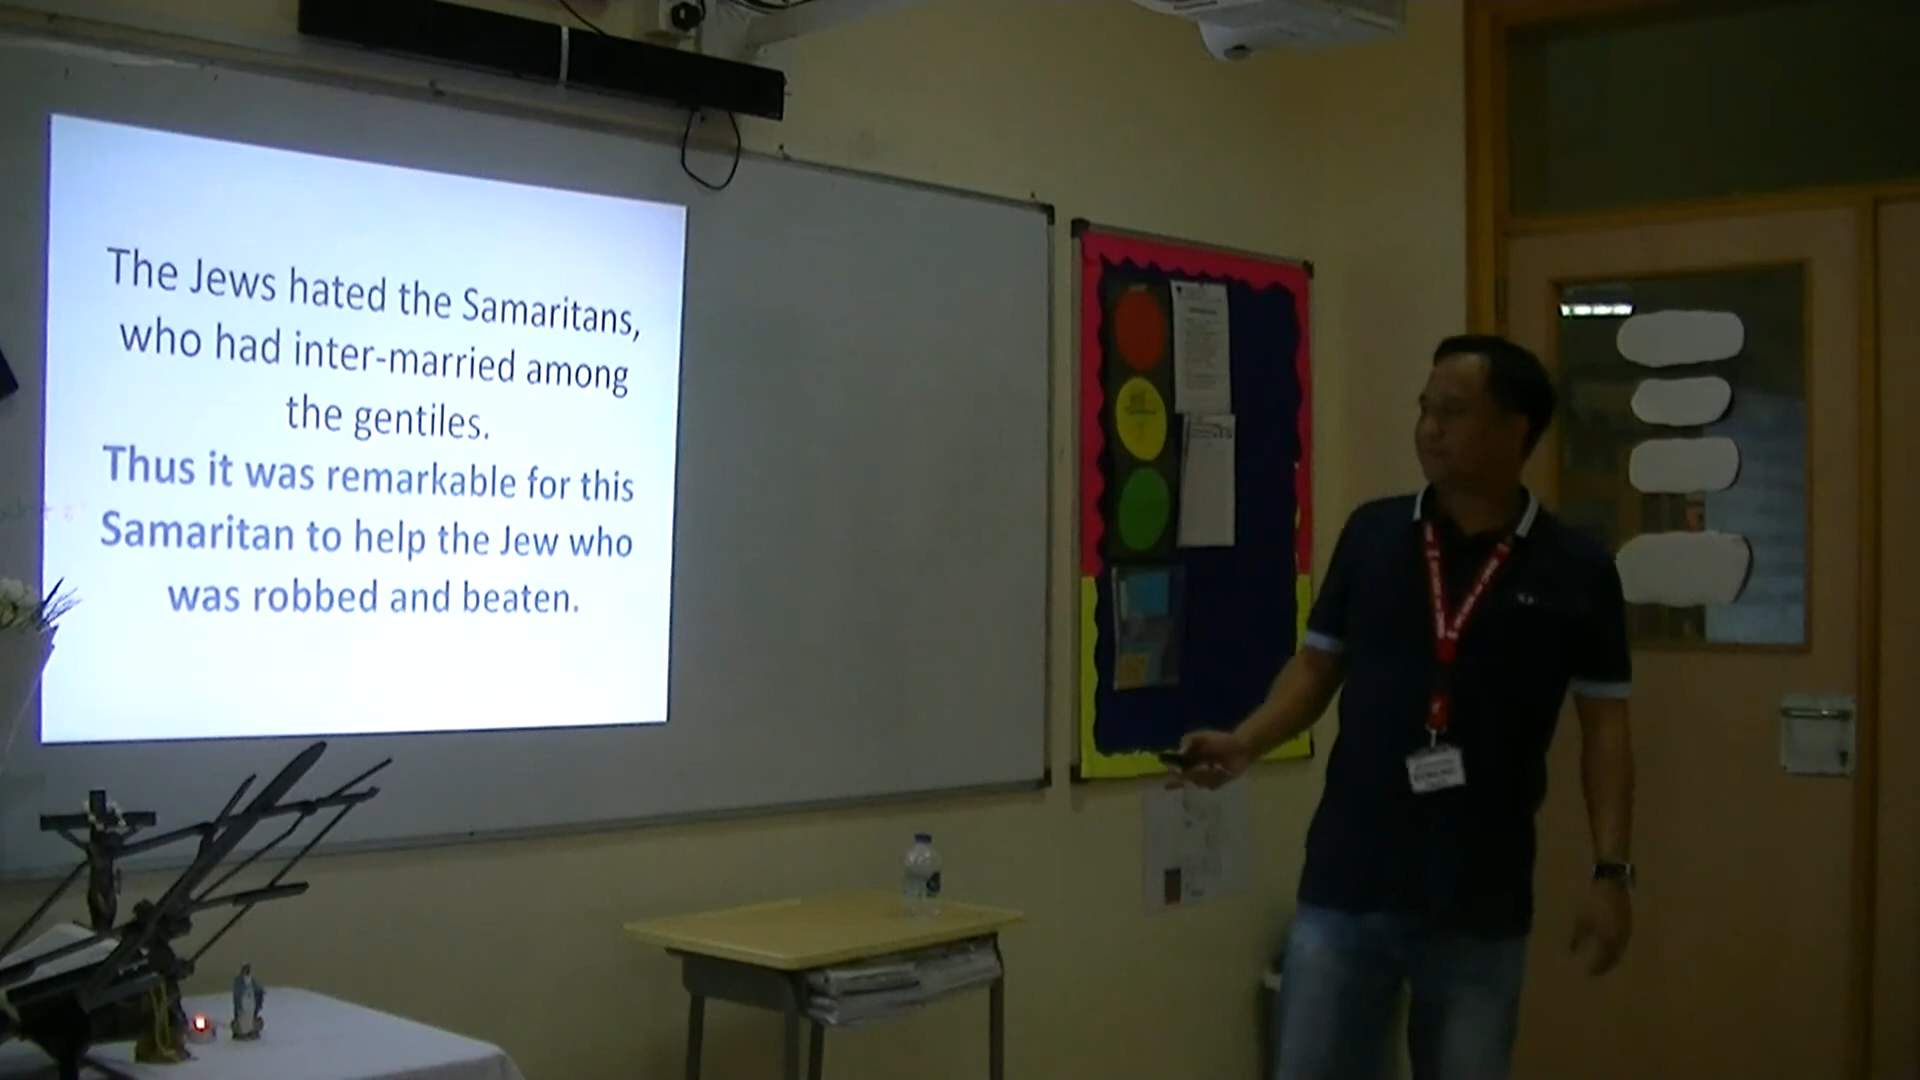 The Jews hated the Samaritans,
who had inter-married among
the gentiles.
Thus it was remarkable for this
Samaritan to help the Jew who
was robbed and beaten.